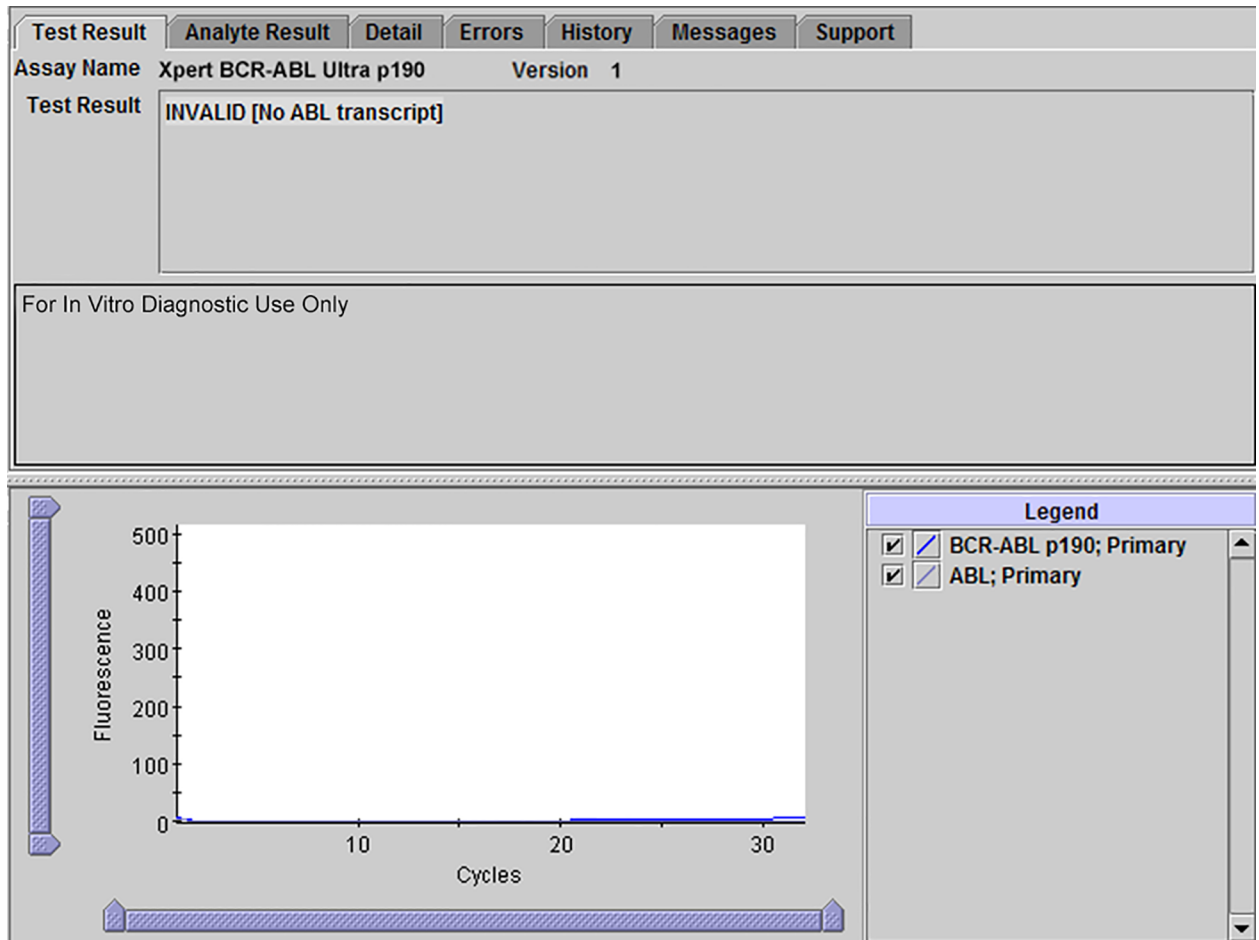 Test Result Analyte Result Detail Errors History Messages Support
Assay Name Xpert BCR-ABL Ultra p190 Version 1
Test Result INVALID [No ABL transcript]
For In Vitro Diagnostic Use Only
Legend
BCR-ABL p190; Primary
ABL; Primary
500
400
300
200
100
0
Fluorescence
10 20 30
Cycles